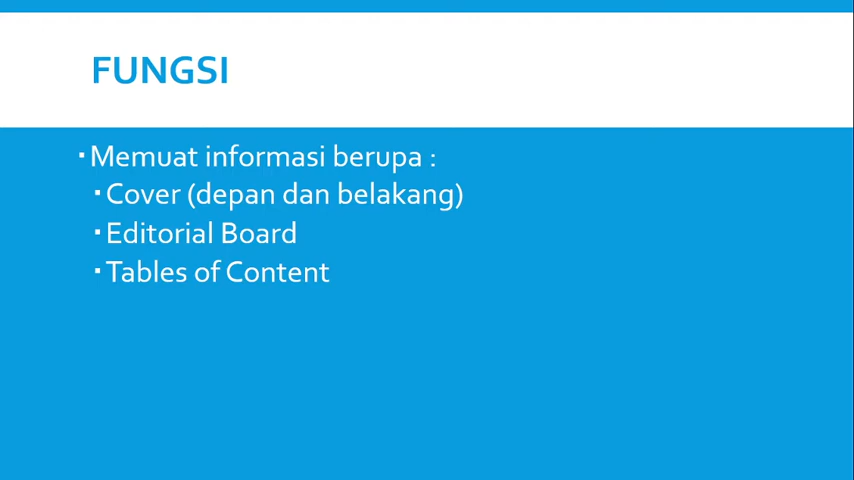 FUNGSI
▪ Memuat informasi berupa :
▪ Cover (depan dan belakang)
▪ Editorial Board
▪ Tables of Content